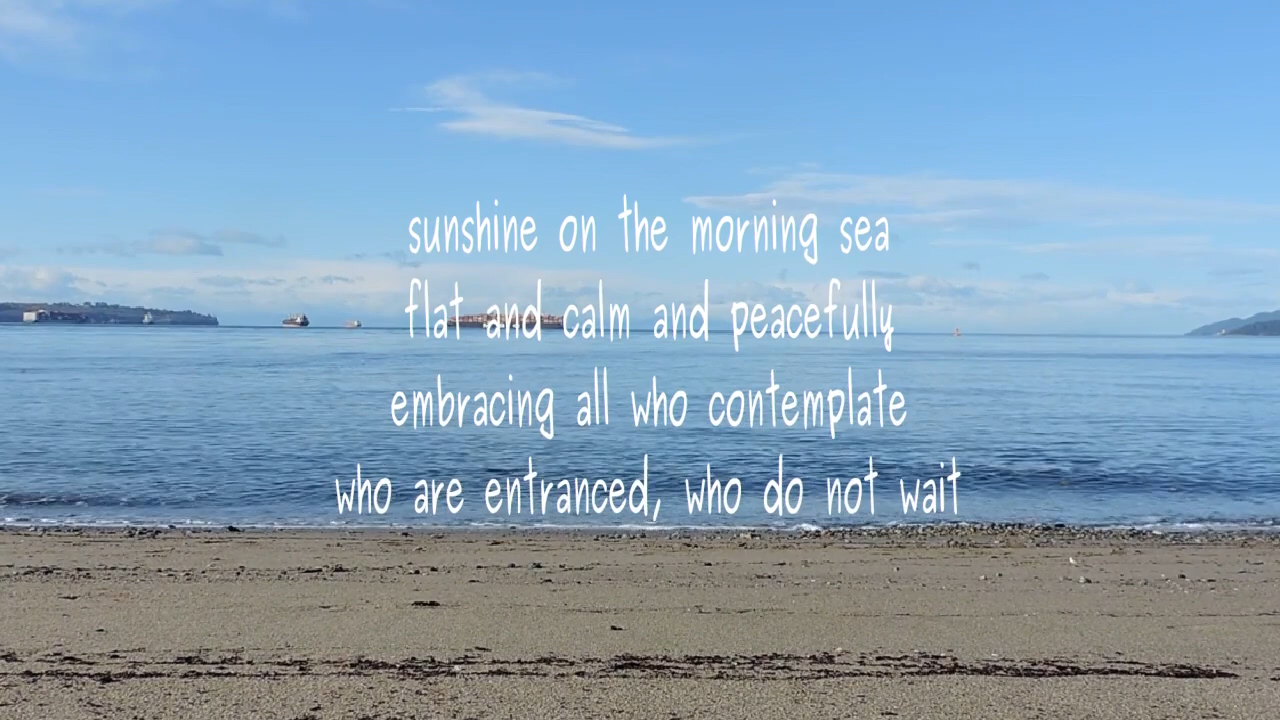 sunshine on the morning sea
flat and calm and peacefully
embracing all who contemplate
who are entranced, who do not wait